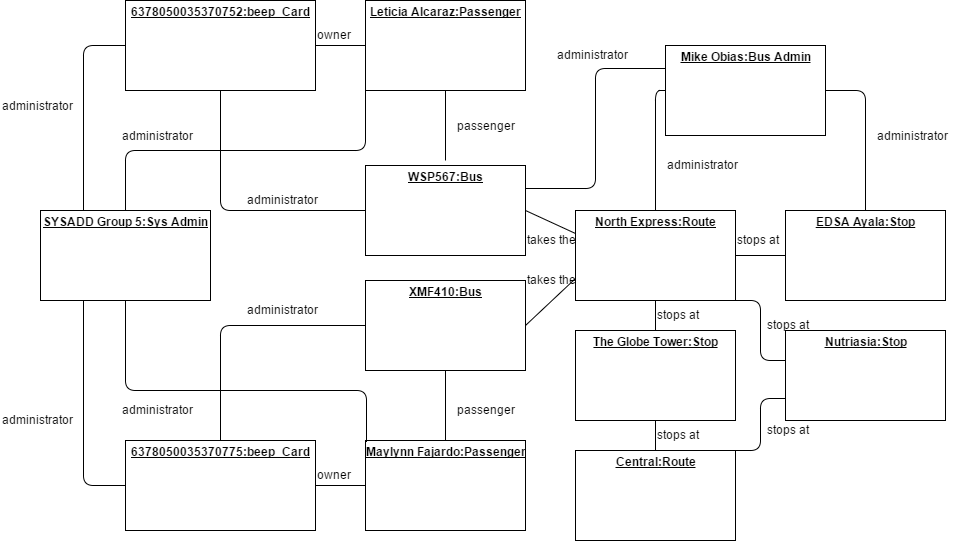 6378050035370752:beep_Card
Leticia Alcaraz:Passenger
owner
administrator
Mike Obias:Bus Admin
administrator
administrator
passenger
administrator
administrator
WSP567:Bus
administrator
SYSADD Group 5:Sys Admin
North Express:Route
EDSA Ayala:Stop
takes the
stops at
takes the
XMF410:Bus
administrator
stops at
stops at
The Globe Tower:Stop
Nutriasia:Stop
administrator
administrator
passenger
stops at
stops at
6378050035370775:beep_Card
Maylynn Fajardo:Passenger
owner
Central:Route